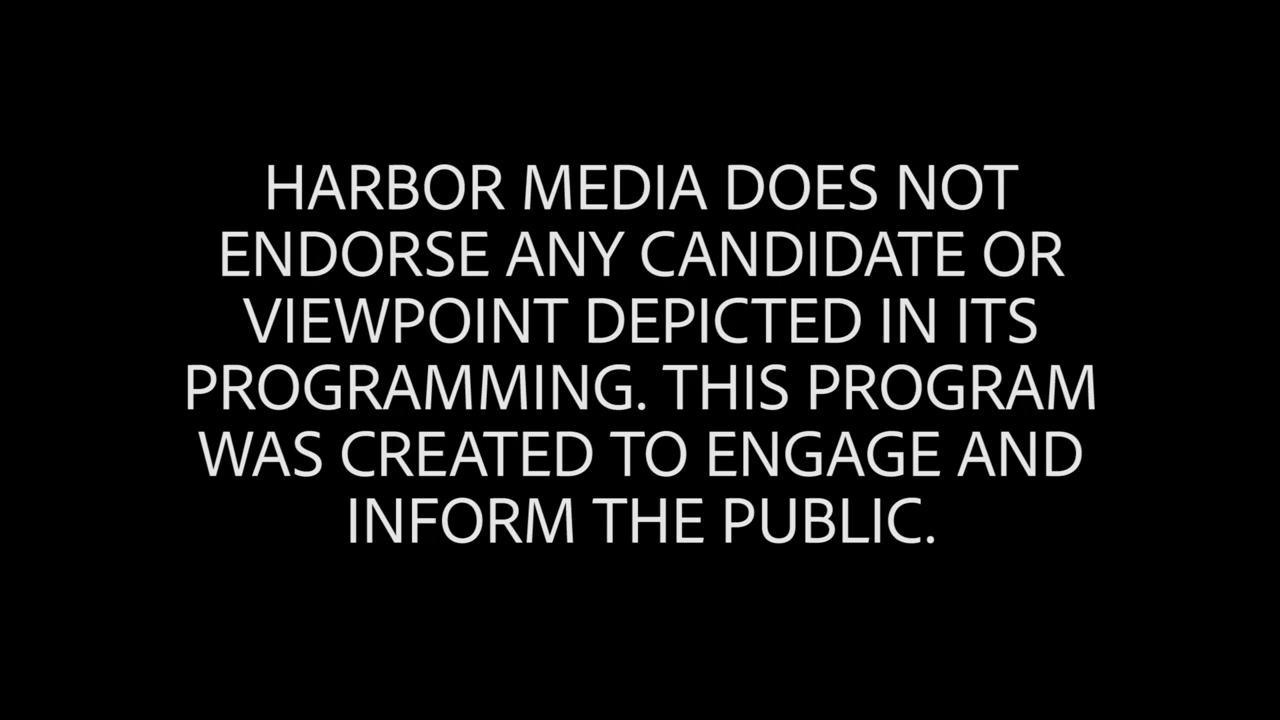 HARBOR MEDIA DOES NOT
ENDORSE ANY CANDIDATE OR
VIEWPOINT DEPICTED IN ITS
PROGRAMMING. THIS PROGRAM
WAS CREATED TO ENGAGE AND
INFORM THE PUBLIC.